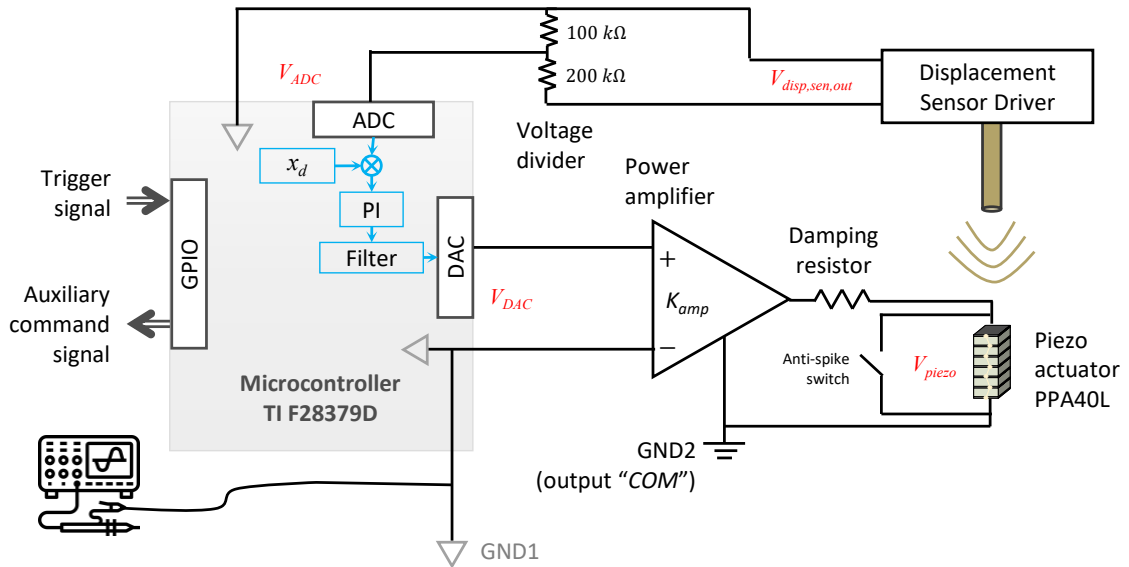 100 kΩ
200 kΩ
V_ADC
V_disp,sen,out
Displacement
Sensor Driver
ADC
Voltage
divider
x_d
Power
amplifier
Trigger
signal
PI
GPIO
Filter
DAC
Damping
resistor
+
K_amp
−
V_DAC
Auxiliary
command
signal
Anti-spike
switch
V_piezo
Piezo
actuator
PPA40L
Microcontroller
TI F28379D
GND2
(output “COM”)
GND1